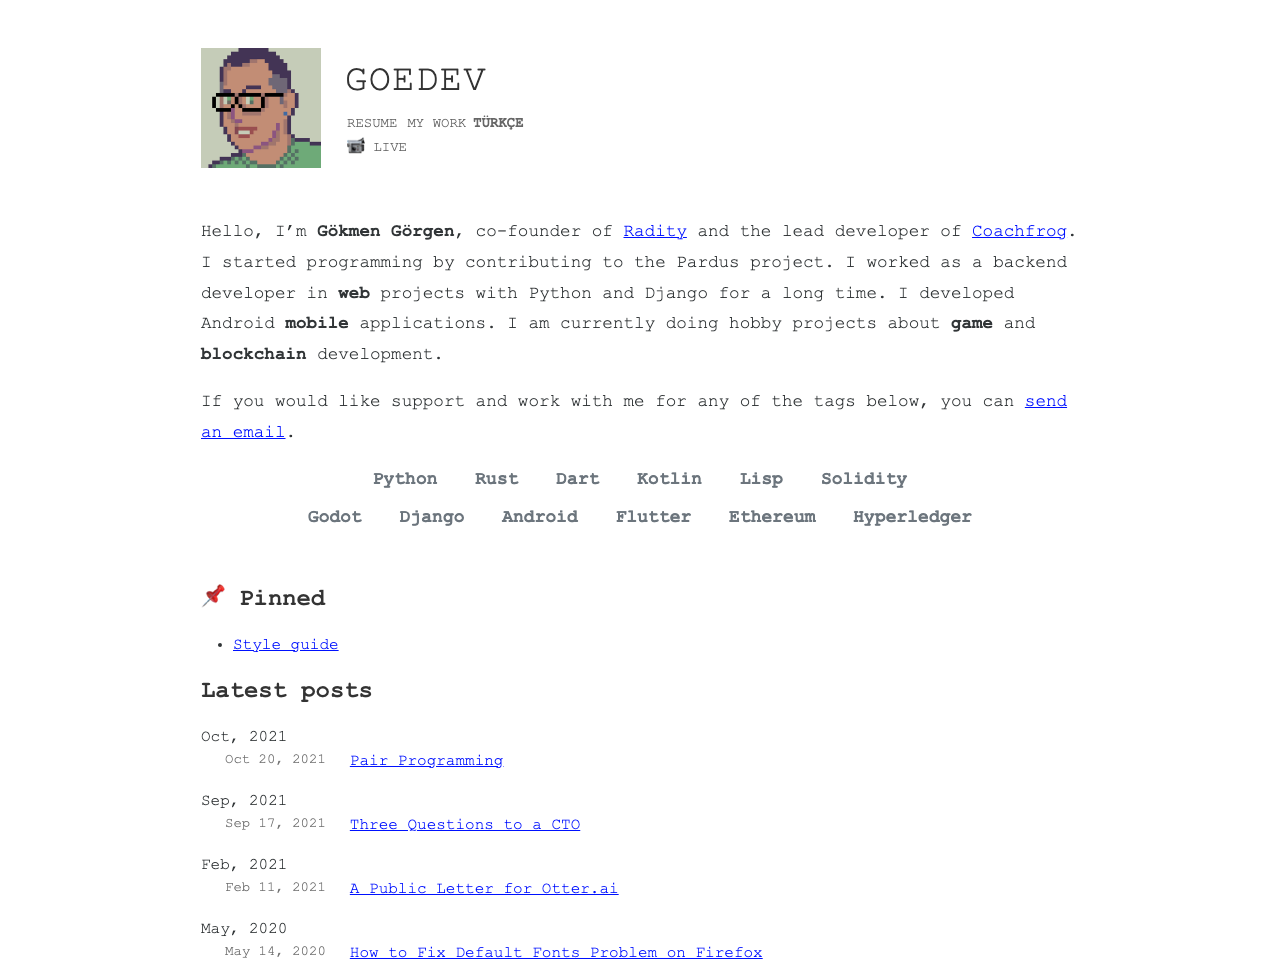 GOEDEV
RESUME MY WORK TÜRKÇE
📹 LIVE
Hello, I’m Gökmen Görgen, co-founder of Radity and the lead developer of Coachfrog.
I started programming by contributing to the Pardus project. I worked as a backend
developer in web projects with Python and Django for a long time. I developed
Android mobile applications. I am currently doing hobby projects about game and
blockchain development.
If you would like support and work with me for any of the tags below, you can send
an email.
Python Rust Dart Kotlin Lisp Solidity
Godot Django Android Flutter Ethereum Hyperledger
📌 Pinned
• Style guide
Latest posts
Oct, 2021
Oct 20, 2021 Pair Programming
Sep, 2021
Sep 17, 2021 Three Questions to a CTO
Feb, 2021
Feb 11, 2021 A Public Letter for Otter.ai
May, 2020
May 14, 2020 How to Fix Default Fonts Problem on Firefox